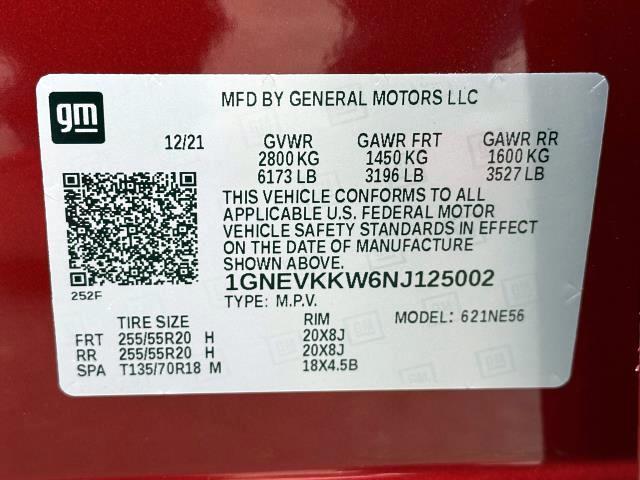 gm
MFD BY GENERAL MOTORS LLC
12/21 GVWR GAWR FRT GAWR RR
2800 KG 1450 KG 1600 KG
6173 LB 3196 LB 3527 LB
THIS VEHICLE CONFORMS TO ALL
APPLICABLE U.S. FEDERAL MOTOR
VEHICLE SAFETY STANDARDS IN EFFECT
ON THE DATE OF MANUFACTURE
SHOWN ABOVE.
252F
1GNEVKKW6NJ125002
TYPE: M.P.V.
TIRE SIZE RIM MODEL: 621NE56
FRT 255/55R20 H 20X8J
RR 255/55R20 H 20X8J
SPA T135/70R18 M 18X4.5B